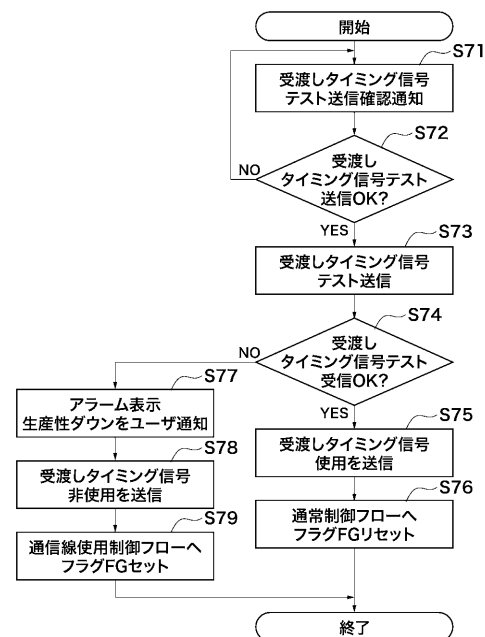 開始
S71
受渡しタイミング信号
テスト送信確認通知
S72
受渡し
タイミング信号テスト
送信OK?
NO
YES
S73
受渡しタイミング信号
テスト送信
S74
受渡し
タイミング信号テスト
受信OK?
NO
YES
S77
アラーム表示
生産性ダウンをユーザ通知
S75
受渡しタイミング信号
使用を送信
S78
受渡しタイミング信号
非使用を送信
S76
通常制御フローへ
フラグFGリセット
S79
通信線使用制御フローへ
フラグFGセット
終了